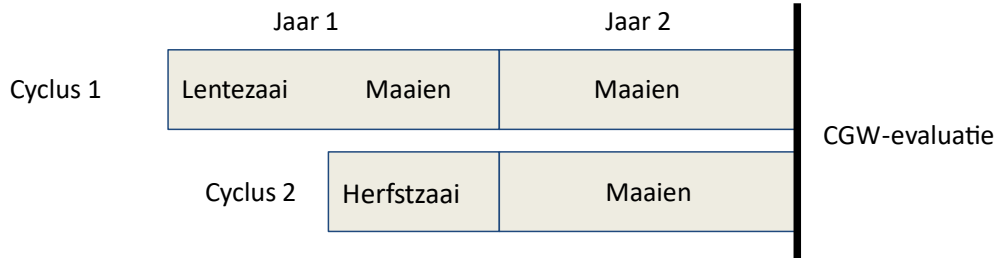 Jaar 1 Jaar 2
Cyclus 1 Lentezaai Maaien Maaien
CGW-evaluatie
Cyclus 2 Herfstzaai Maaien